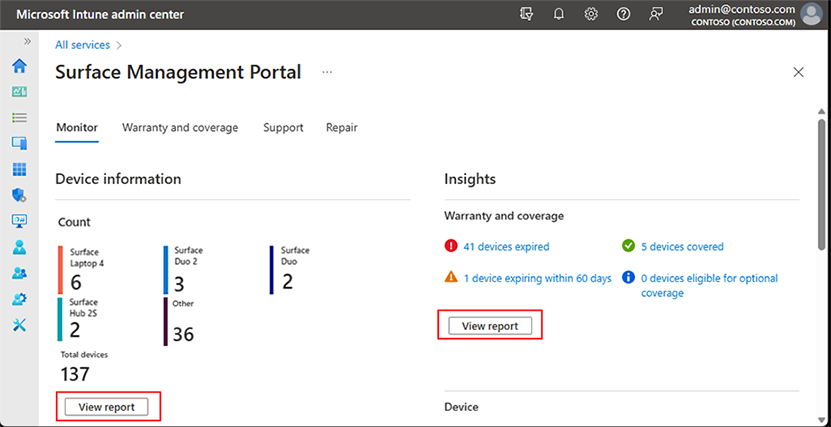 Microsoft Intune admin center
admin@contoso.com
CONTOSO (CONTOSO.COM)
All services
Surface Management Portal
Monitor
Warranty and coverage
Support
Repair
Device information
Count
Surface
Laptop 4
6
Surface
Duo 2
3
Surface
Duo
2
Surface
Hub 2S
2
Other
36
Total devices
137
View report
Insights
Warranty and coverage
41 devices expired
5 devices covered
1 device expiring within 60 days
0 devices eligible for optional
coverage
View report
Device